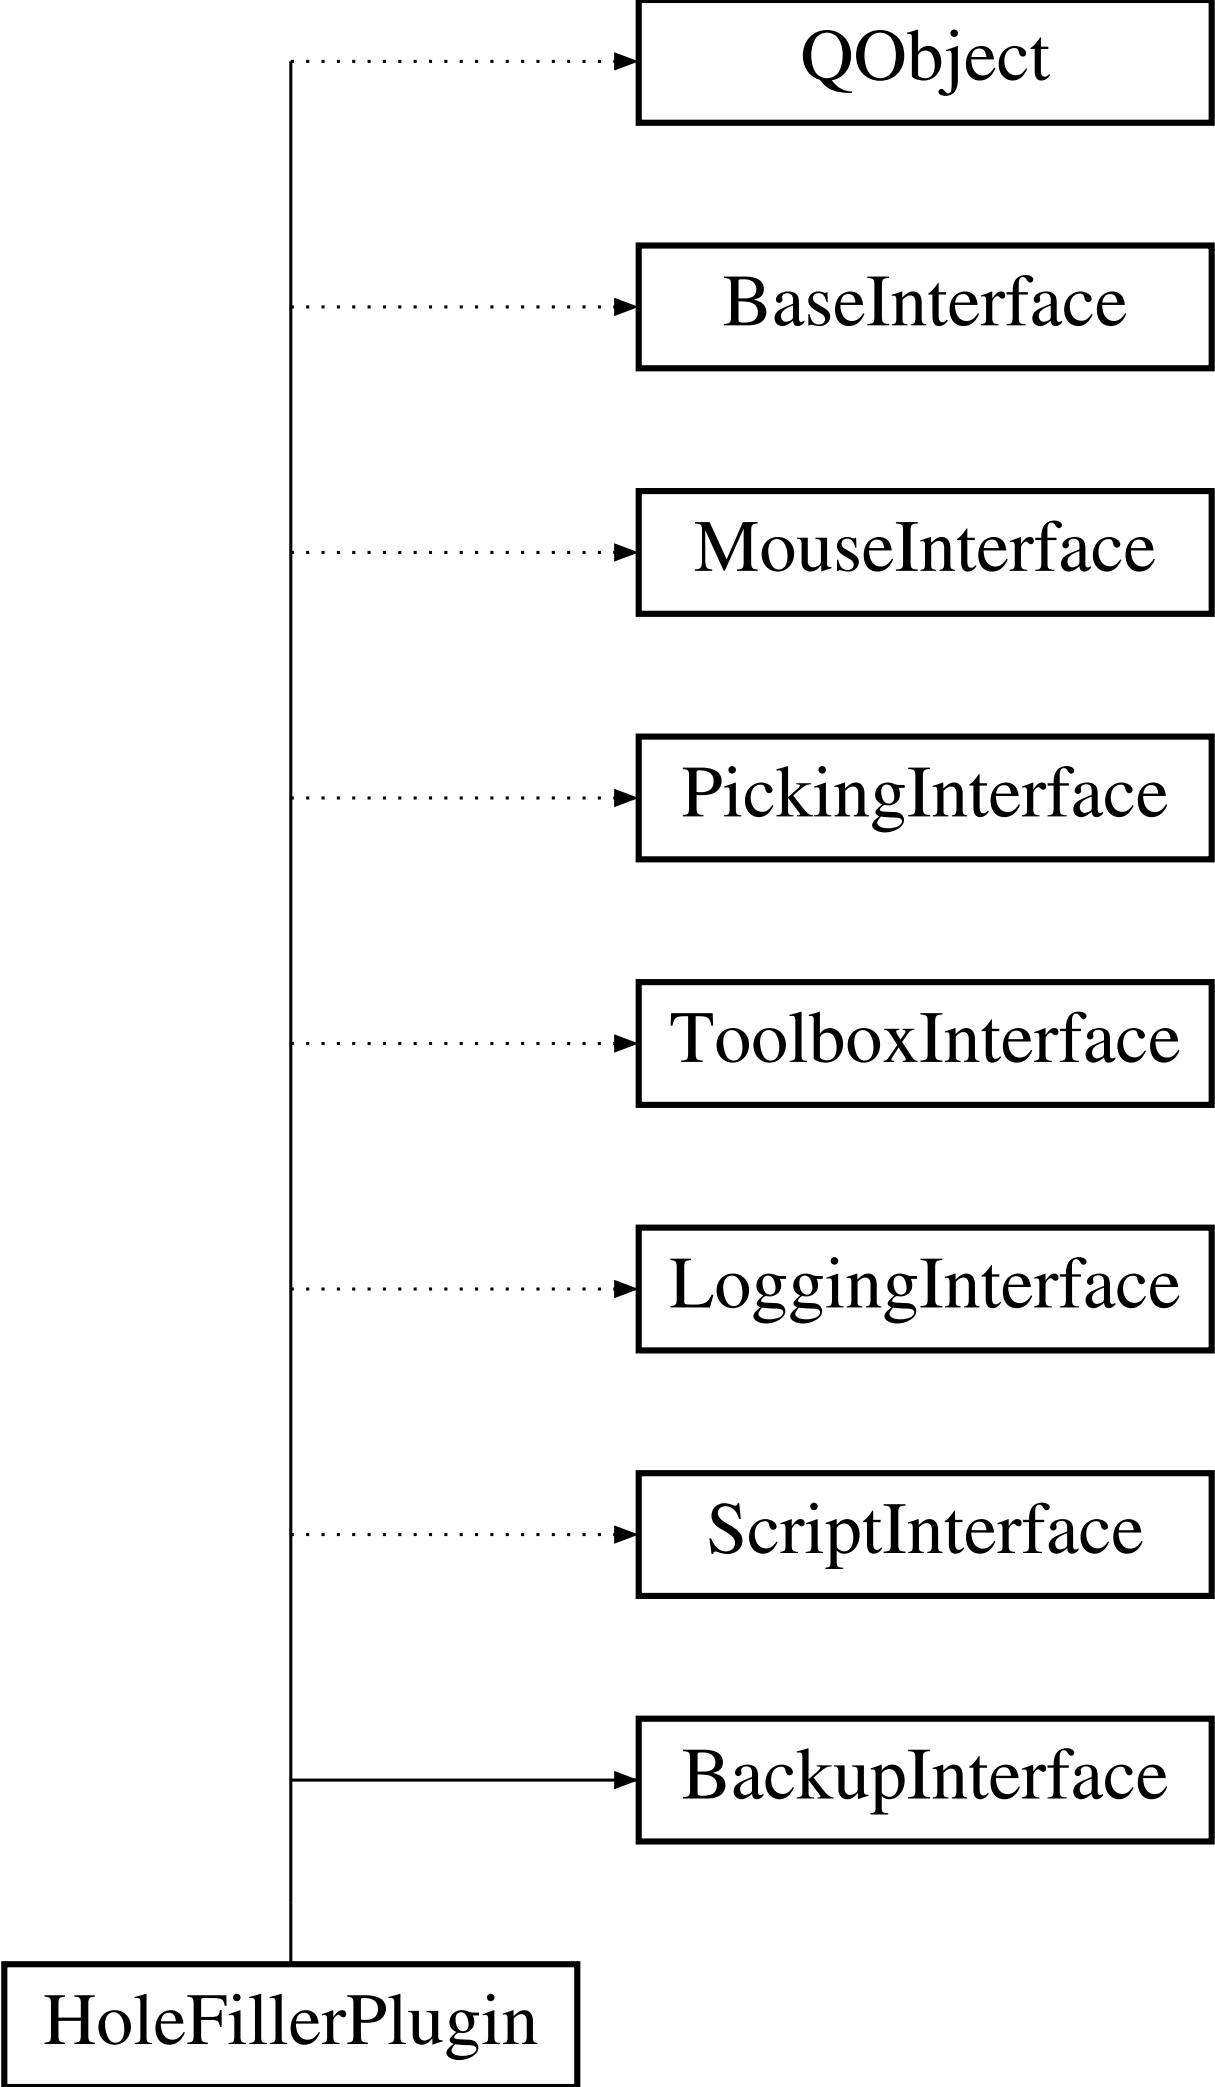 QObject
BaseInterface
MouseInterface
PickingInterface
ToolboxInterface
LoggingInterface
ScriptInterface
BackupInterface
HoleFillerPlugin